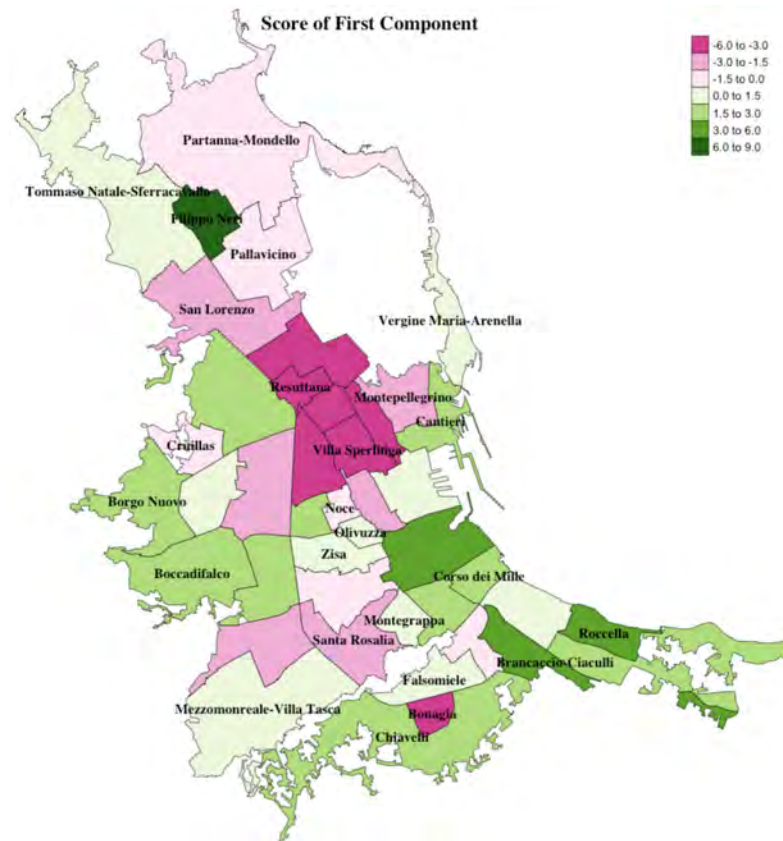 Score of First Component
-6.0 to -3.0
-3.0 to -1.5
-1.5 to 0.0
0.0 to 1.5
1.5 to 3.0
3.0 to 6.0
6.0 to 9.0
Partanna-Mondello
Tommaso Natale-Sferracavallo
Filippo Neri
Pallavicino
San Lorenzo
Vergine Maria-Arenella
Resuttana
Montepellegrino
Cantieri
Cruillas
Villa Sperlinga
Borgo Nuovo
Noce
Olivuzza
Zisa
Boccadifalco
Corso dei Mille
Montegrappa
Santa Rosalia
Roccella
Brancaccio-Ciaculli
Falsomiele
Mezzomonreale-Villa Tasca
Bonagia
Chiavelli